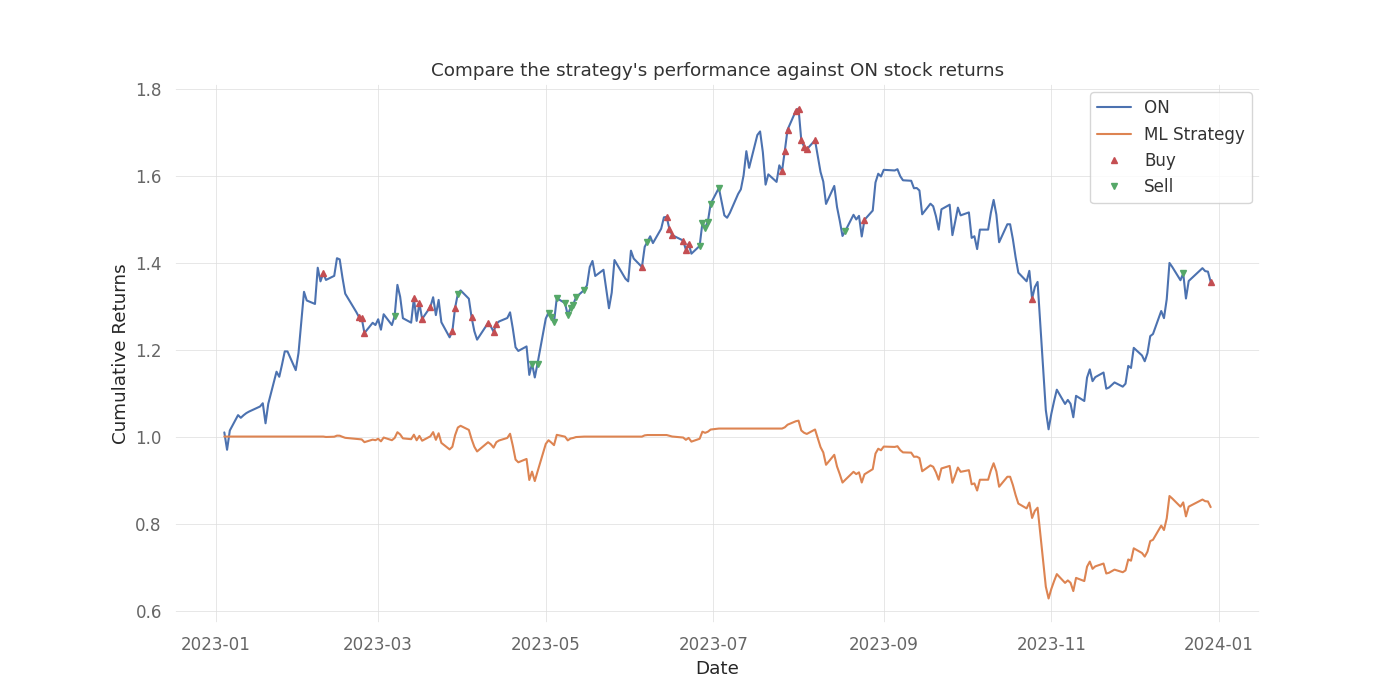 Compare the strategy's performance against ON stock returns
1.8
1.6
1.4
1.2
1.0
0.8
0.6
Cumulative Returns
ON
ML Strategy
Buy
Sell
2023-01 2023-03 2023-05 2023-07 2023-09 2023-11 2024-01
Date